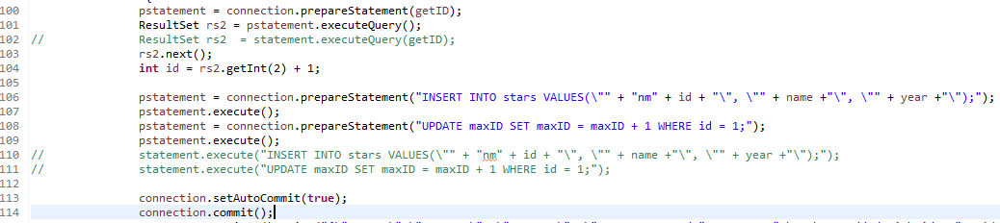 100 pstatement = connection.prepareStatement(getID);
101 ResultSet rs2 = pstatement.executeQuery();
102 // ResultSet rs2  = statement.executeQuery(getID);
103 rs2.next();
104 int id = rs2.getInt(2) + 1;
105
106 pstatement = connection.prepareStatement("INSERT INTO stars VALUES(\"" + "nm" + id + "\", \"" + name +"\", \"" + year +"\");");
107 pstatement.execute();
108 pstatement = connection.prepareStatement("UPDATE maxID SET maxID = maxID + 1 WHERE id = 1;");
109 pstatement.execute();
110 // statement.execute("INSERT INTO stars VALUES(\"" + "nm" + id + "\", \"" + name +"\", \"" + year +"\");");
111 // statement.execute("UPDATE maxID SET maxID = maxID + 1 WHERE id = 1;");
112
113 connection.setAutoCommit(true);
114 connection.commit();